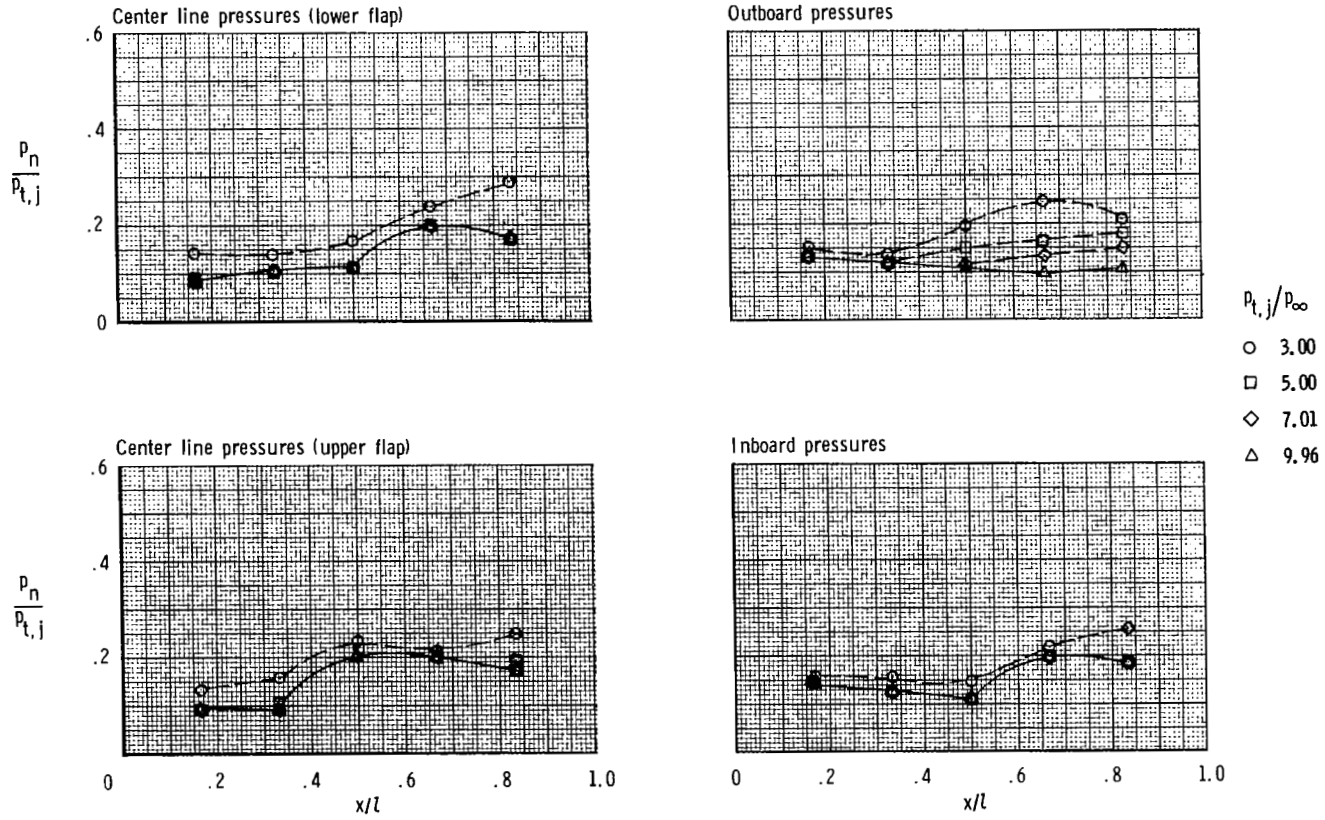 Center line pressures (lower flap)
Outboard pressures
.6
.4
.2
0
p_n
p_t,j
p_t,j/p_∞
○ 3.00
□ 5.00
◇ 7.01
△ 9.96
Center line pressures (upper flap)
Inboard pressures
.6
.4
.2
0
p_n
p_t,j
0 .2 .4 .6 .8 1.0
x/l
0 .2 .4 .6 .8 1.0
x/l